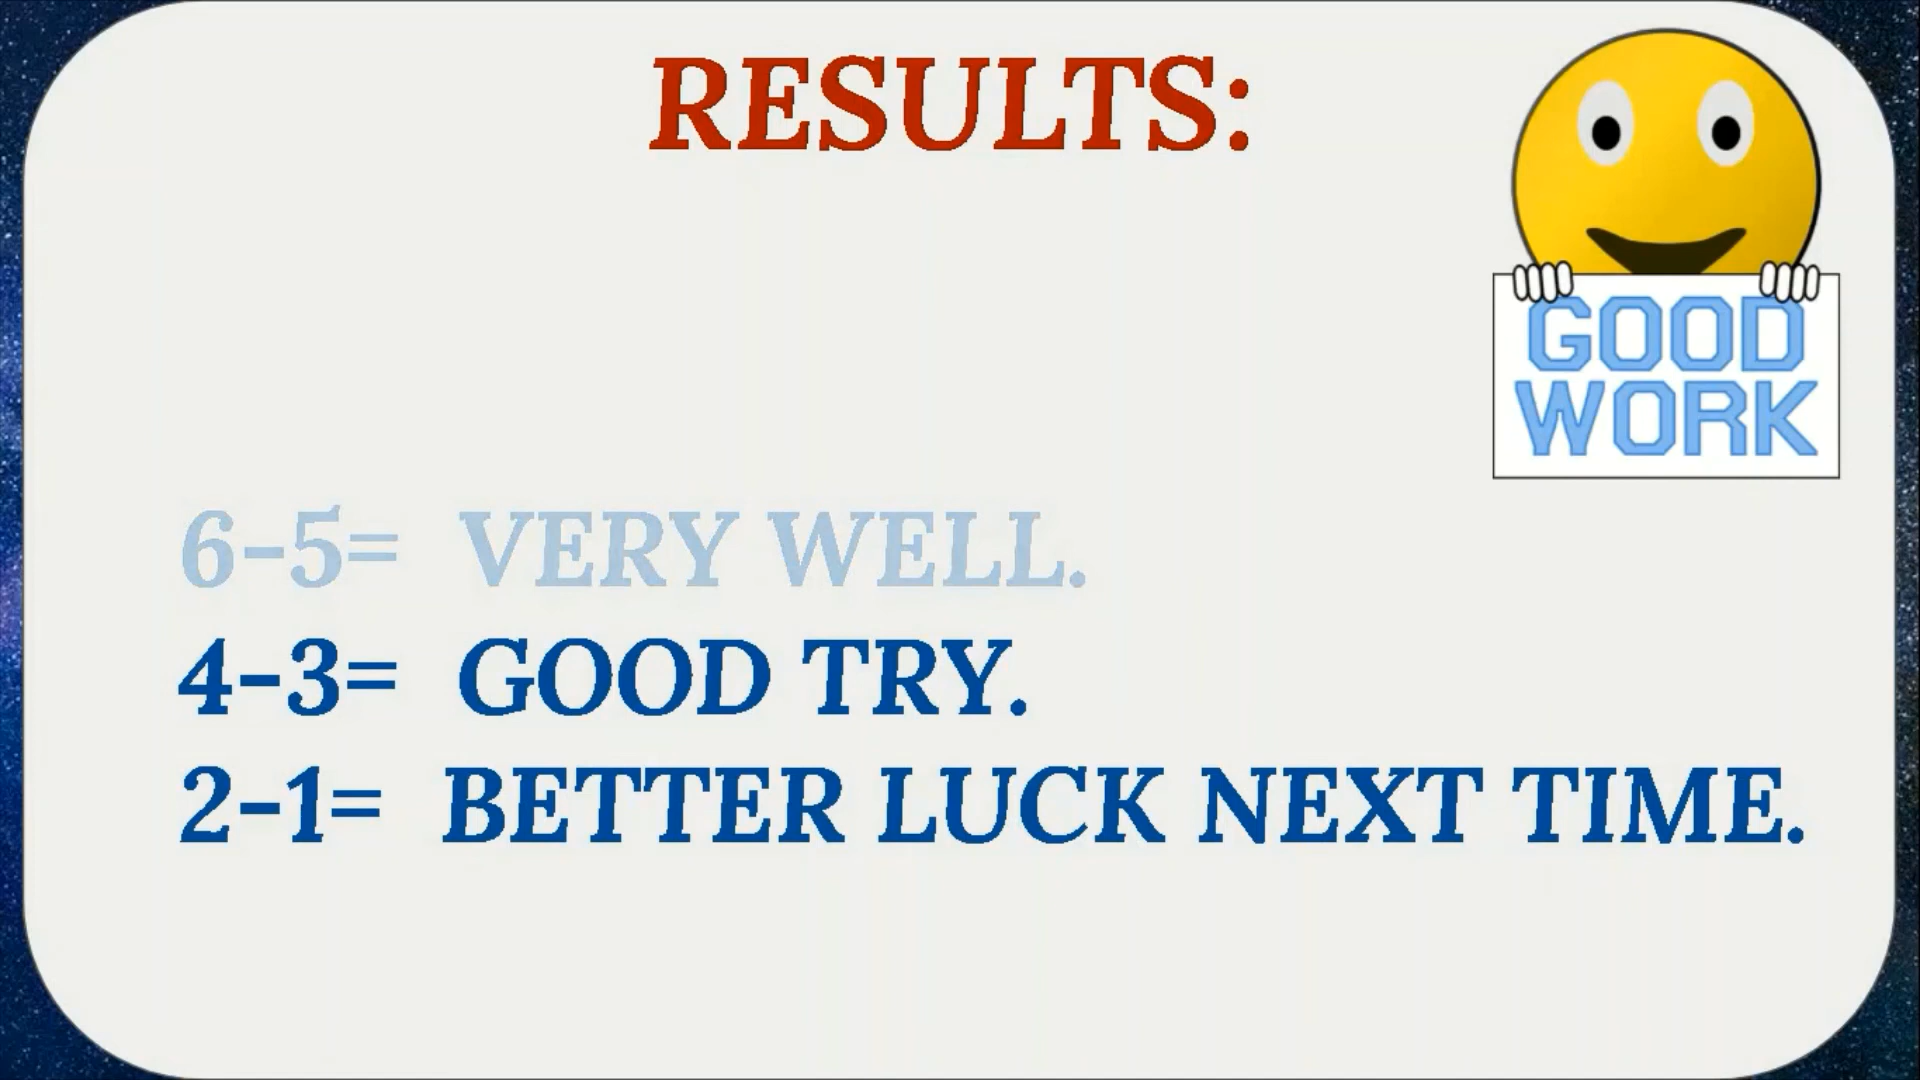 RESULTS:
GOOD
WORK
6-5= VERY WELL.
4-3= GOOD TRY.
2-1= BETTER LUCK NEXT TIME.